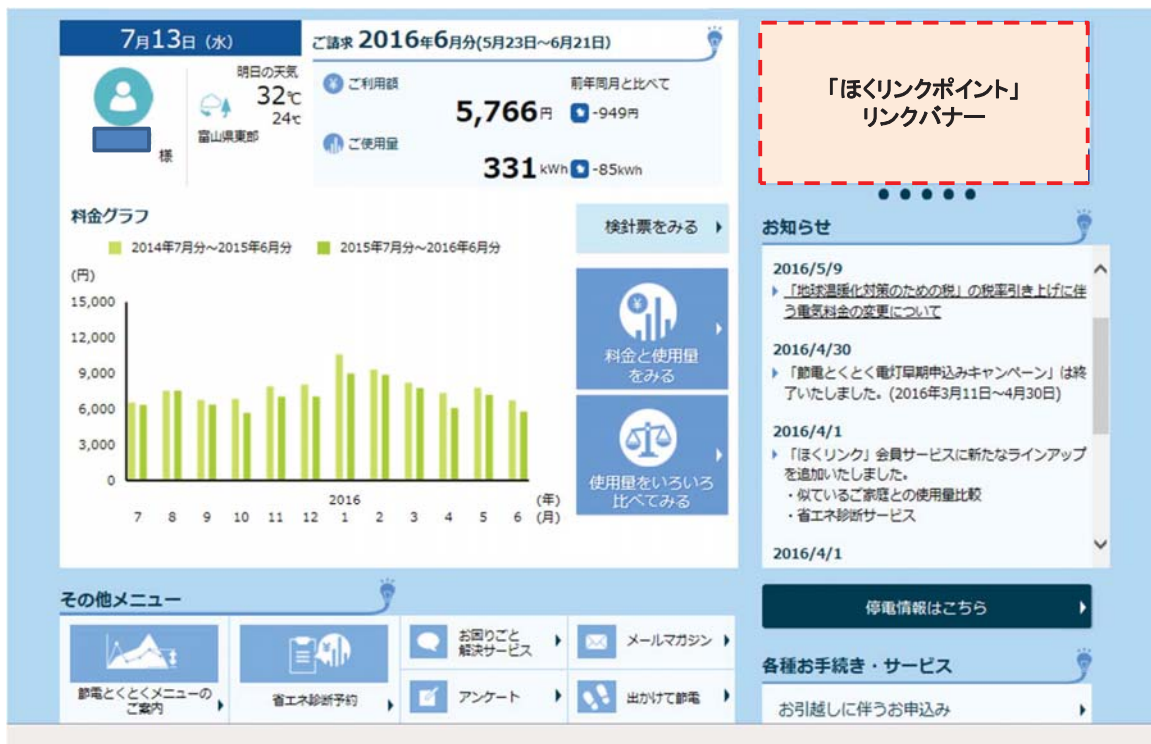 7月13日（水）
ご請求 2016年6月分(5月23日～6月21日)
明日の天気
32℃
24℃
富山県東部
様
¥ ご利用額
前年同月と比べて
5,766円
-949円
ご使用量
331 kWh
-85kWh
料金グラフ
2014年7月分～2015年6月分
2015年7月分～2016年6月分
(円)
15,000
12,000
9,000
6,000
3,000
0
2016
(年)
7 8 9 10 11 12 1 2 3 4 5 6 (月)
検針票をみる
¥
料金と使用量
をみる
使用量をいろいろ
比べてみる
「ほくリンクポイント」
リンクバナー
お知らせ
2016/5/9
「地球温暖化対策のための税」の税率引き上げに伴
う電気料金の変更について
2016/4/30
「節電とくとく電灯早期申込みキャンペーン」は終
了いたしました。(2016年3月11日～4月30日)
2016/4/1
「ほくリンク」会員サービスに新たなラインアップ
を追加いたしました。
・似ているご家庭との使用量比較
・省エネ診断サービス
2016/4/1
停電情報はこちら
各種お手続き・サービス
お引越しに伴うお申込み
その他メニュー
節電とくとくメニューの
ご案内
省エネ診断予約
お困りごと
解決サービス
メールマガジン
アンケート
出かけて節電